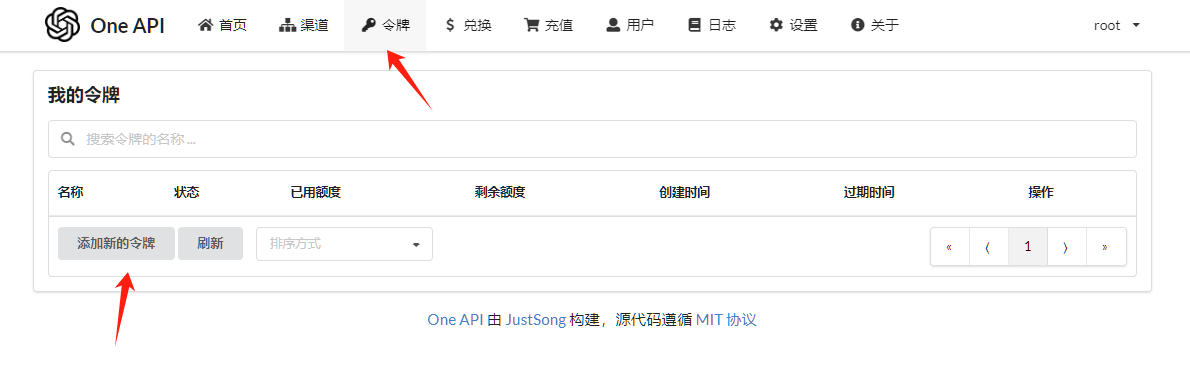 One API 首页 渠道 令牌 兑换 充值 用户 日志 设置 关于 root
我的令牌
搜索令牌的名称 ...
名称 状态 已用额度 剩余额度 创建时间 过期时间 操作
添加新的令牌 刷新 排序方式 « ⟨ 1 ⟩ »
One API 由 JustSong 构建，源代码遵循 MIT 协议